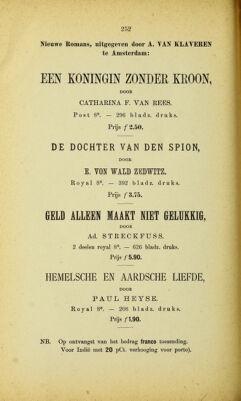 252
Nieuwe Romans, uitgegeven door A. VAN KLAVEREN
te Amsterdam:
EEN KONINGIN ZONDER KROON,
DOOR
CATHARINA F. VAN REES.
Post 8°. — 296 bladz. druks.
Prijs f 2.50.
DE DOCHTER VAN DEN SPION,
DOOR
E. VON WALD ZEDWITZ.
Royal 8°. — 392 bladz. druks.
Prijs f 3.75.
GELD ALLEEN MAAKT NIET GELUKKIG,
DOOR
Ad. STRECKFUSS.
2 deelen royal 8°. — 626 bladz. druks.
Prijs f 5.90.
HEMELSCHE EN AARDSCHE LIEFDE,
DOOR
PAUL HEYSE.
Royal 8°. — 208 bladz. druks.
Prijs f 1.90.
NB. Op ontvangst van het bedrag franco toezending.
Voor Indië met 20 pCt. verhooging voor porto).